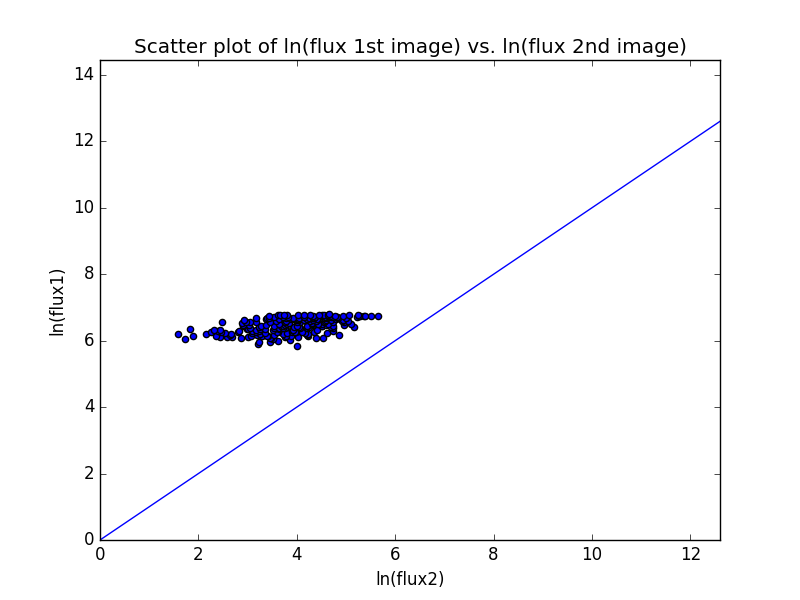 Scatter plot of ln(flux 1st image) vs. ln(flux 2nd image)
14
12
10
8
6
4
2
0
ln(flux1)
0 2 4 6 8 10 12
ln(flux2)